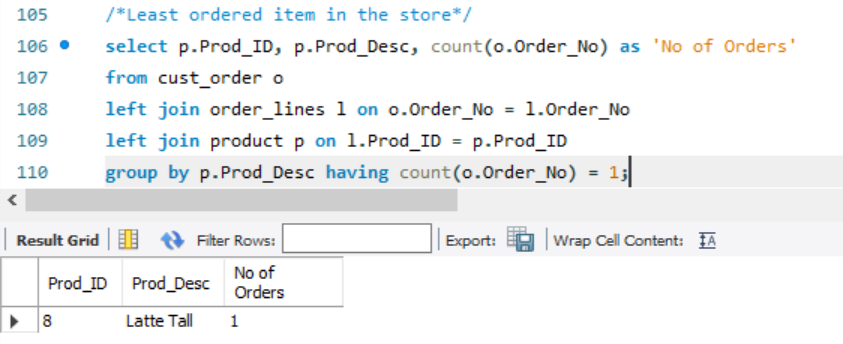 105 /*Least ordered item in the store*/
106 select p.Prod_ID, p.Prod_Desc, count(o.Order_No) as 'No of Orders'
107 from cust_order o
108 left join order_lines l on o.Order_No = l.Order_No
109 left join product p on l.Prod_ID = p.Prod_ID
110 group by p.Prod_Desc having count(o.Order_No) = 1;
Result Grid Filter Rows: Export: Wrap Cell Content: IA
Prod_ID Prod_Desc No of
Orders
8 Latte Tall 1